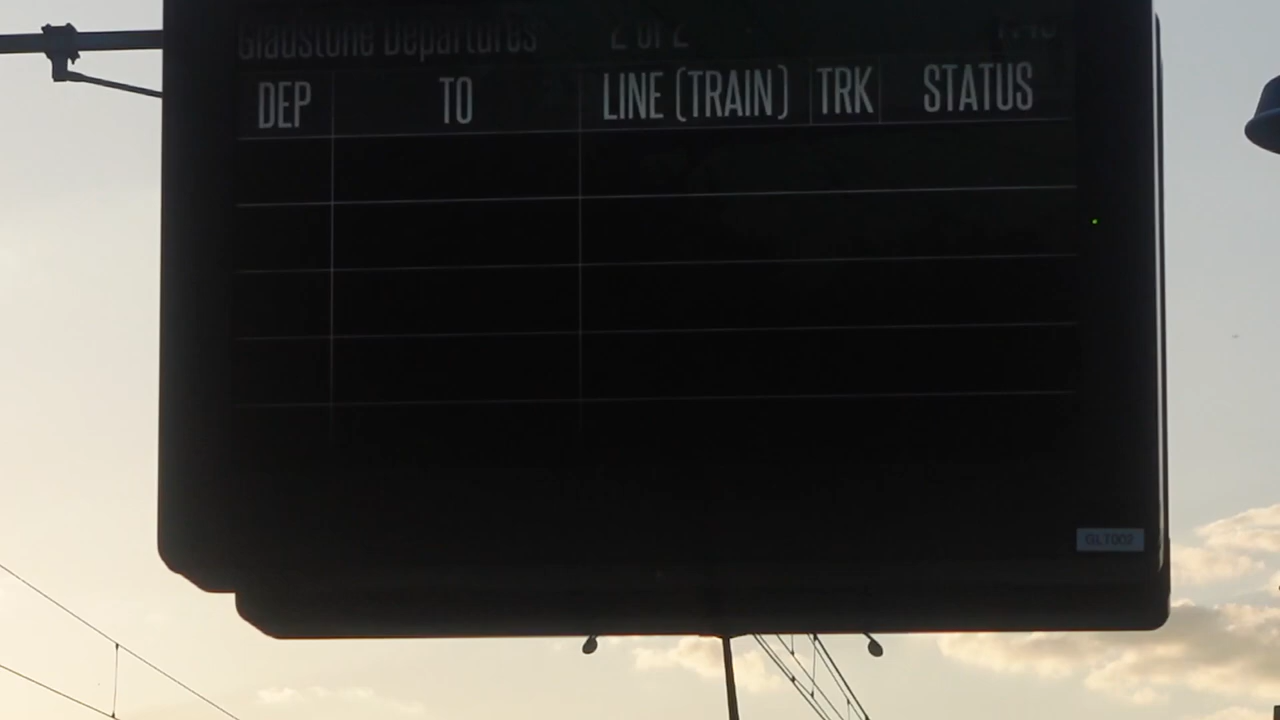 Gladstone Departures 2 of 2
DEP TO LINE (TRAIN) TRK STATUS
GLT002